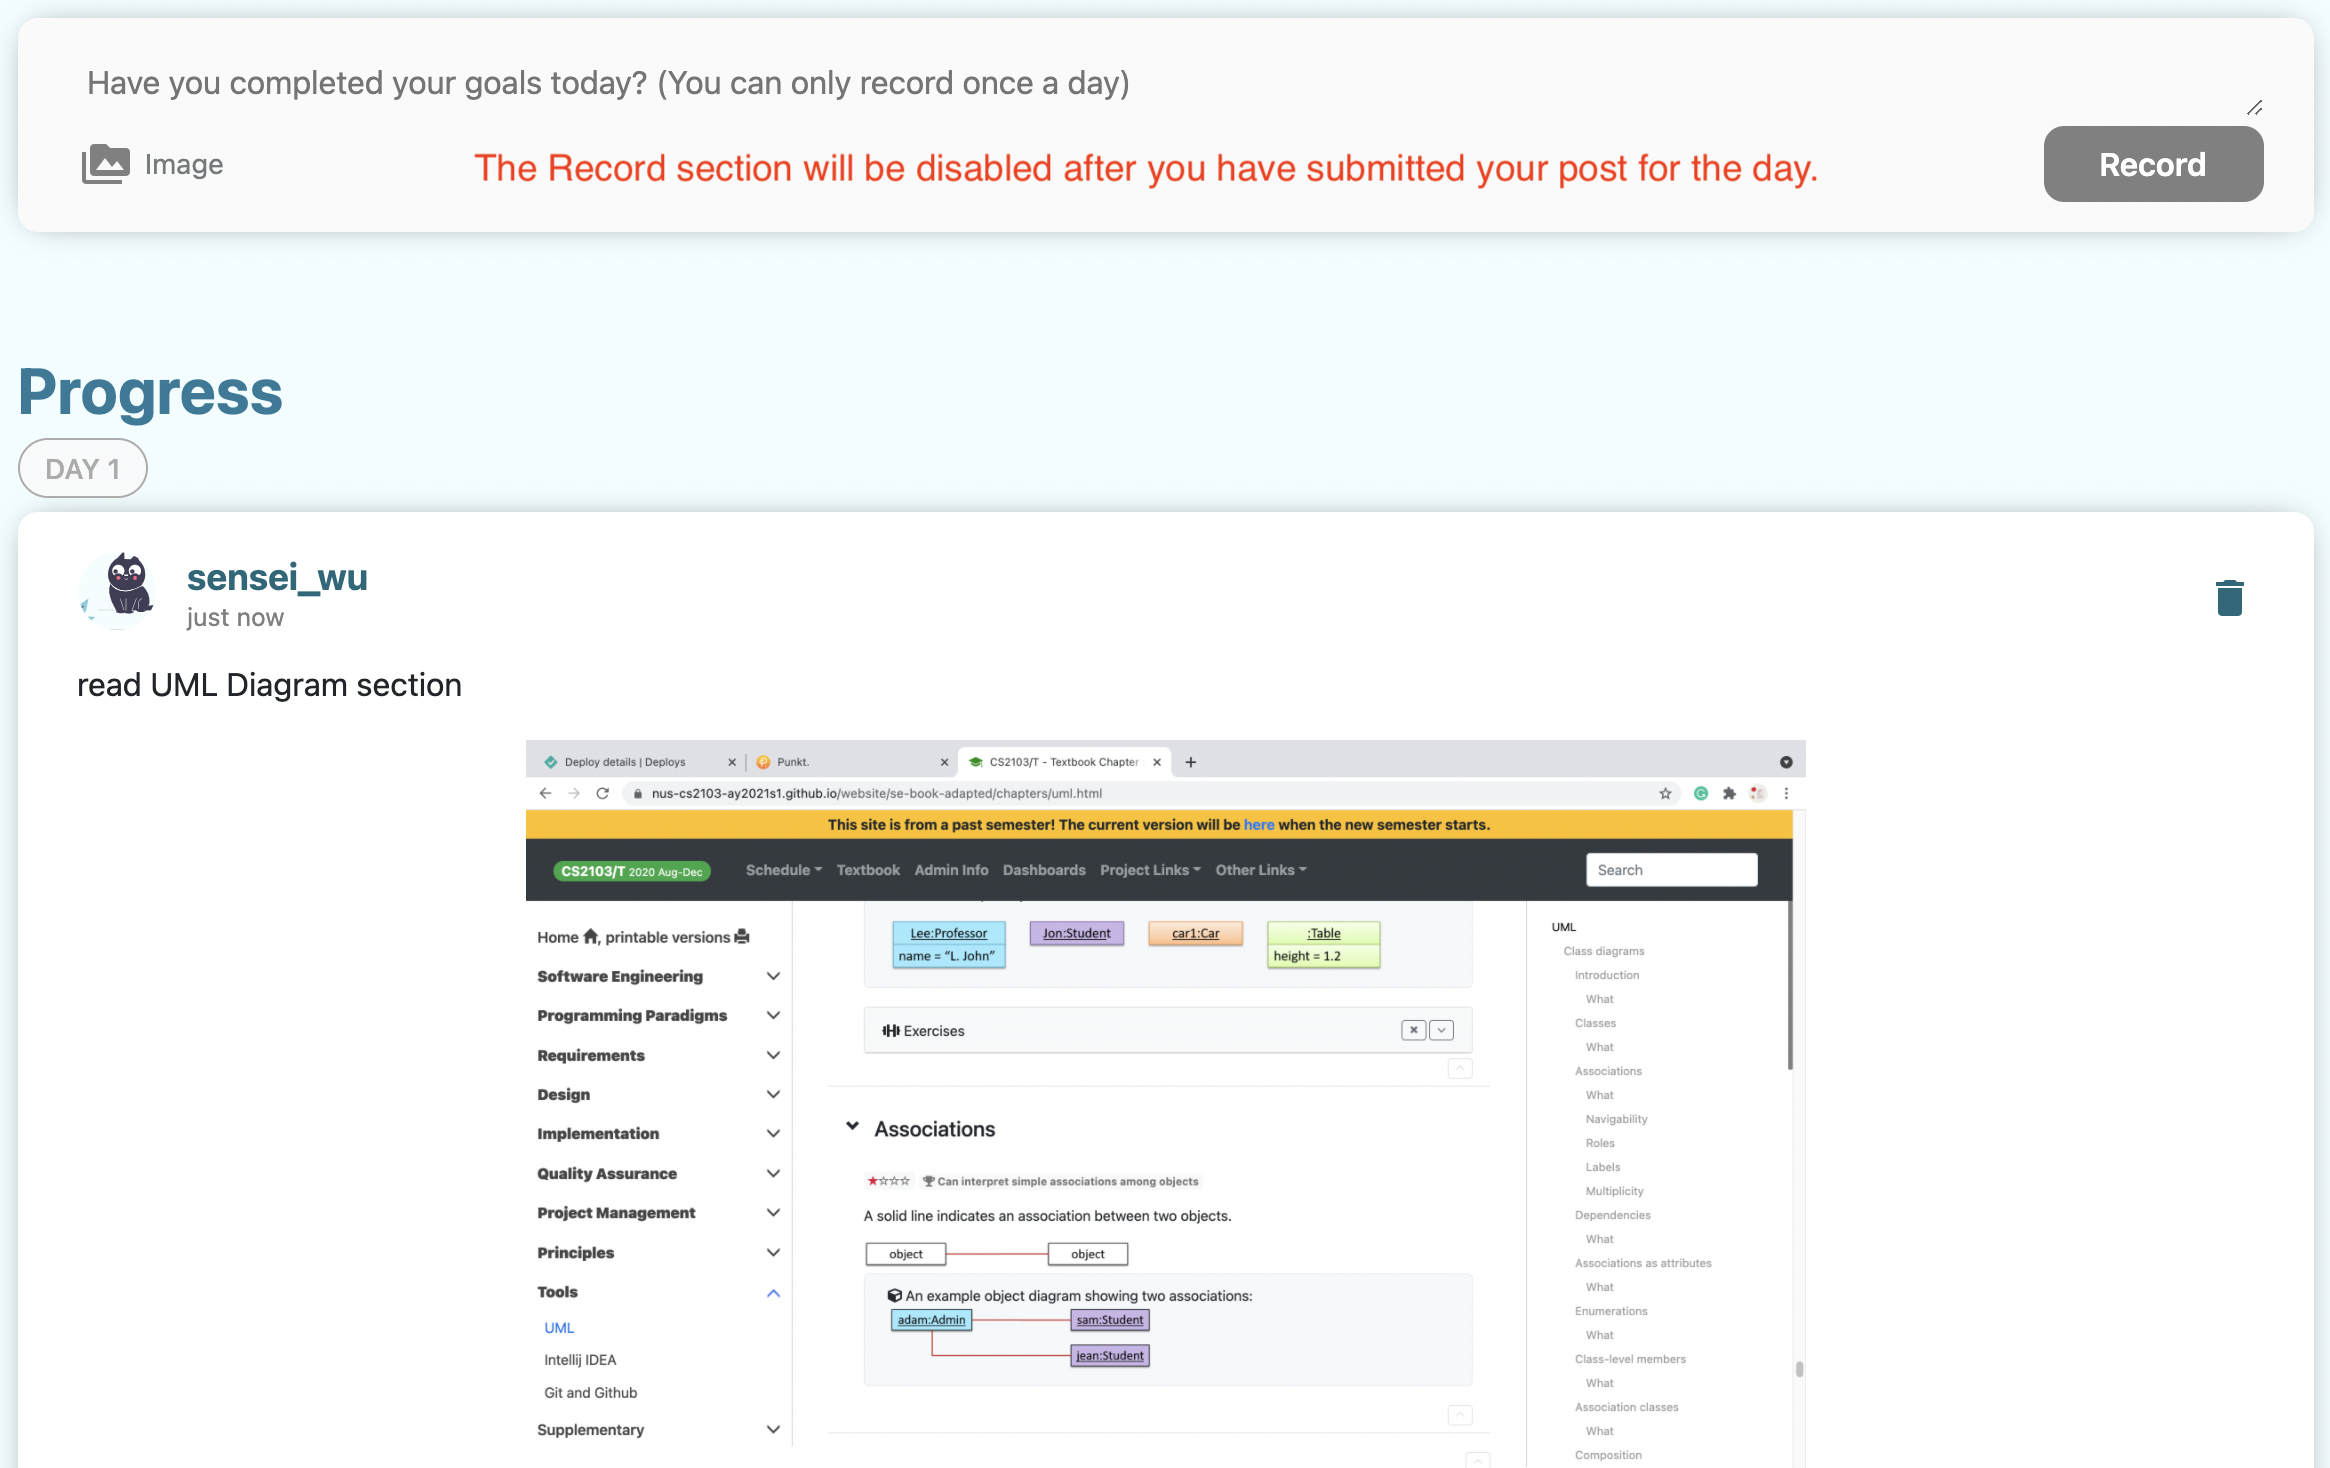 Have you completed your goals today? (You can only record once a day)
Image
The Record section will be disabled after you have submitted your post for the day.
Record
Progress
DAY 1
sensei_wu
just now
read UML Diagram section
Deploy details | Deploys
Punkt.
CS2103/T - Textbook Chapter
nus-cs2103-ay2021s1.github.io/website/se-book-adapted/chapters/uml.html
This site is from a past semester! The current version will be here when the new semester starts.
CS2103/T 2020 Aug-Dec
Schedule
Textbook
Admin Info
Dashboards
Project Links
Other Links
Search
Home , printable versions
Software Engineering
Programming Paradigms
Requirements
Design
Implementation
Quality Assurance
Project Management
Principles
Tools
UML
Intellij IDEA
Git and Github
Supplementary
Lee:Professor
name = “L. John”
Jon:Student
car1:Car
:Table
height = 1.2
Exercises
Associations
Can interpret simple associations among objects
A solid line indicates an association between two objects.
object
object
An example object diagram showing two associations:
adam:Admin
sam:Student
jean:Student
UML
Class diagrams
Introduction
What
Classes
What
Associations
What
Navigability
Roles
Labels
Multiplicity
Dependencies
What
Associations as attributes
What
Enumerations
What
Class-level members
What
Association classes
What
Composition